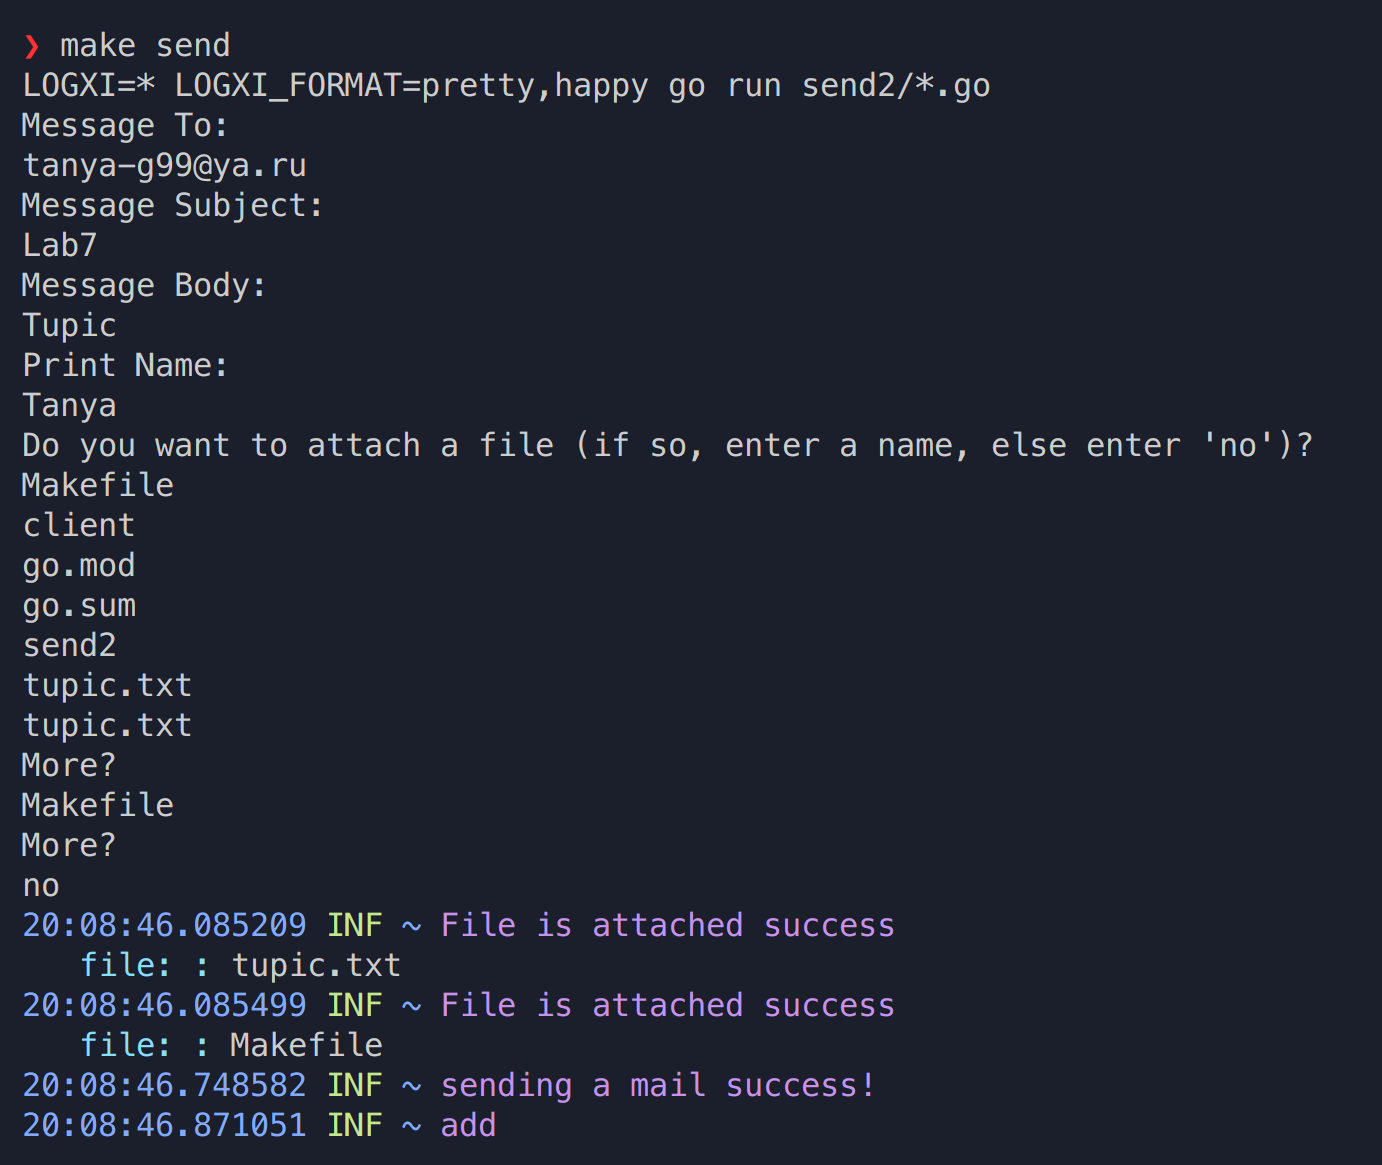 ❯ make send
LOGXI=* LOGXI_FORMAT=pretty,happy go run send2/*.go
Message To:
tanya-g99@ya.ru
Message Subject:
Lab7
Message Body:
Tupic
Print Name:
Tanya
Do you want to attach a file (if so, enter a name, else enter 'no')?
Makefile
client
go.mod
go.sum
send2
tupic.txt
tupic.txt
More?
Makefile
More?
no
20:08:46.085209 INF ~ File is attached success
   file: : tupic.txt
20:08:46.085499 INF ~ File is attached success
   file: : Makefile
20:08:46.748582 INF ~ sending a mail success!
20:08:46.871051 INF ~ add